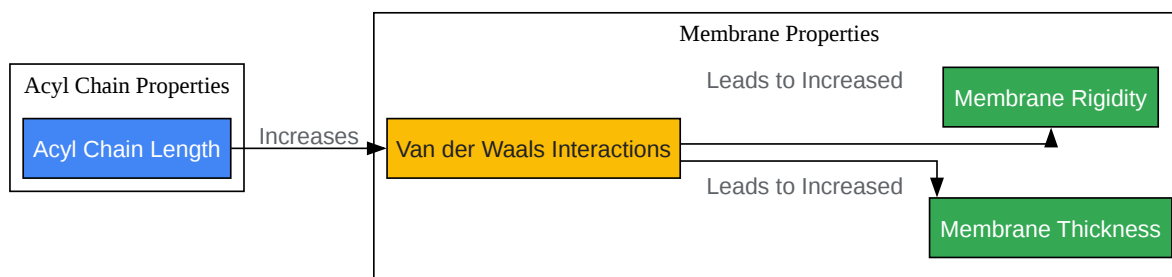 Membrane Properties
Acyl Chain Properties
Leads to Increased
Membrane Rigidity
Acyl Chain Length
Increases
Van der Waals Interactions
Leads to Increased
Membrane Thickness